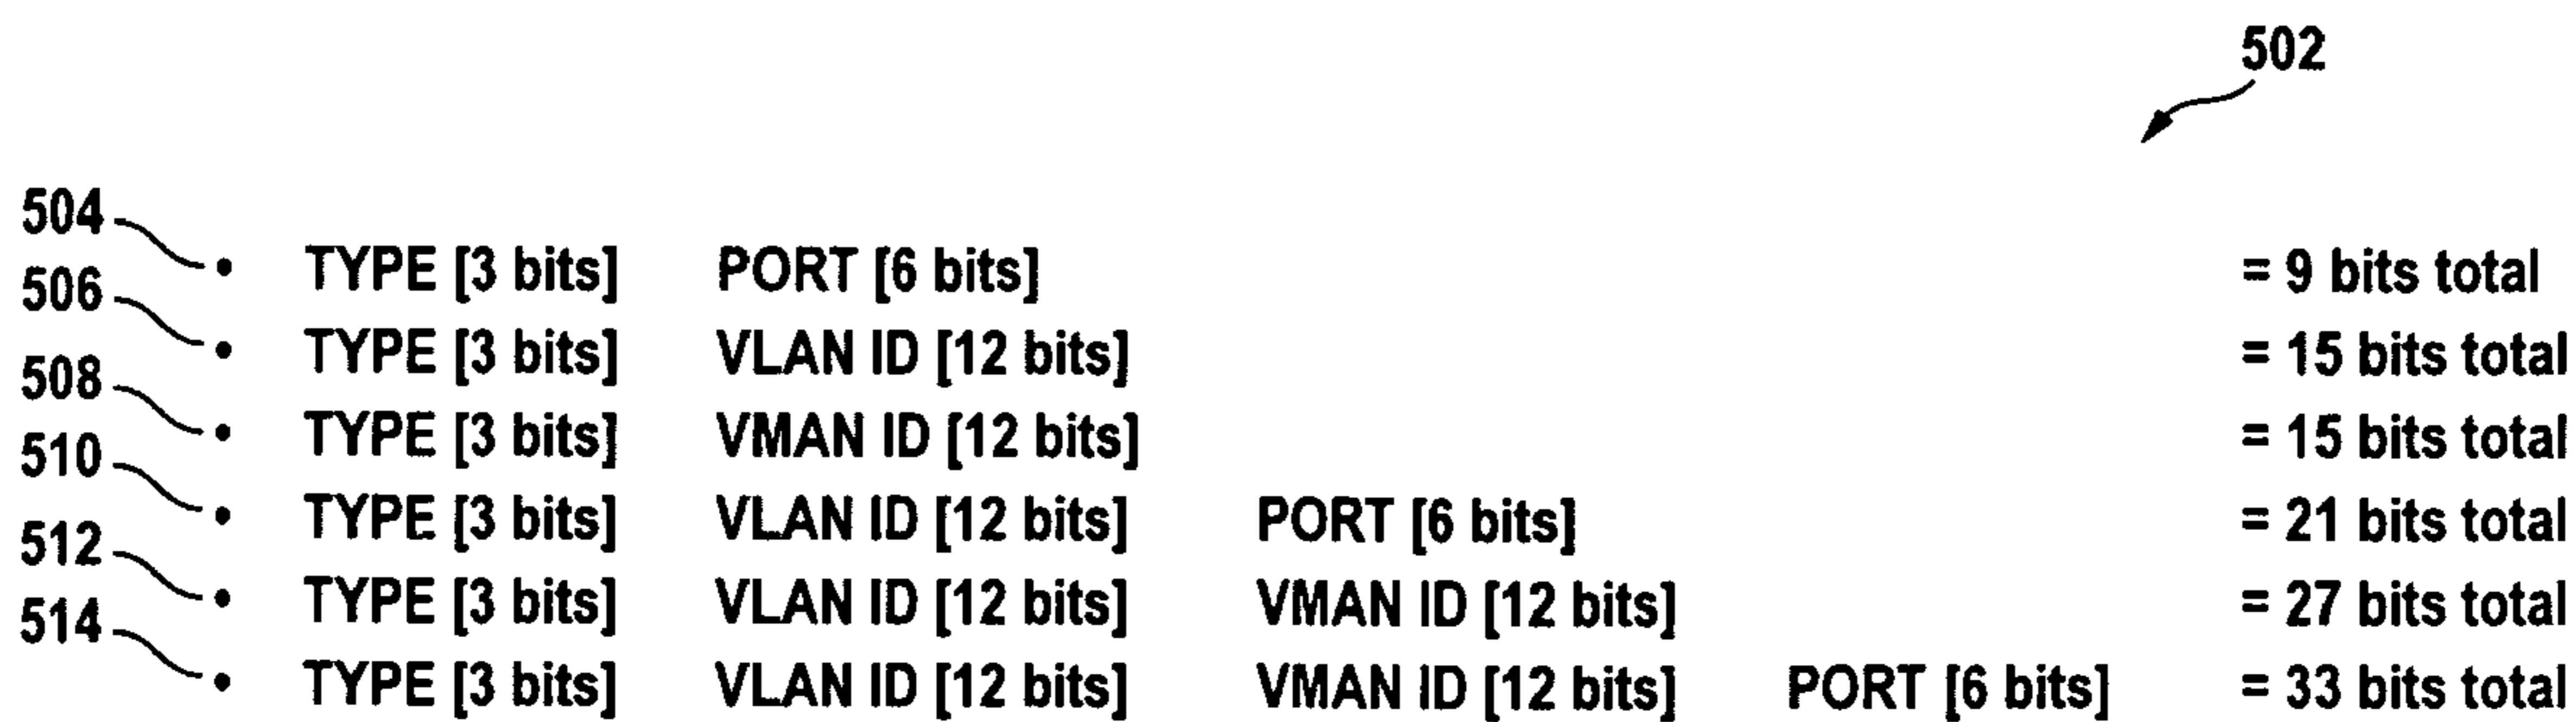 502
504 • TYPE [3 bits] PORT [6 bits] = 9 bits total
506 • TYPE [3 bits] VLAN ID [12 bits] = 15 bits total
508 • TYPE [3 bits] VMAN ID [12 bits] = 15 bits total
510 • TYPE [3 bits] VLAN ID [12 bits] PORT [6 bits] = 21 bits total
512 • TYPE [3 bits] VLAN ID [12 bits] VMAN ID [12 bits] = 27 bits total
514 • TYPE [3 bits] VLAN ID [12 bits] VMAN ID [12 bits] PORT [6 bits] = 33 bits total